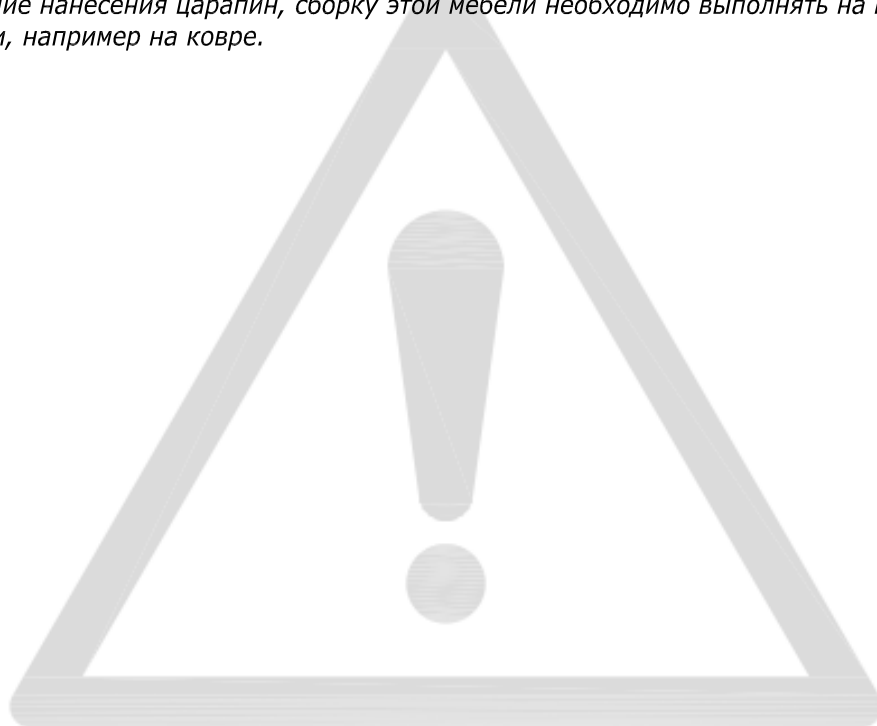 нанесения царапин, сборку этой мебели необходимо выполнять на
например на ковре.